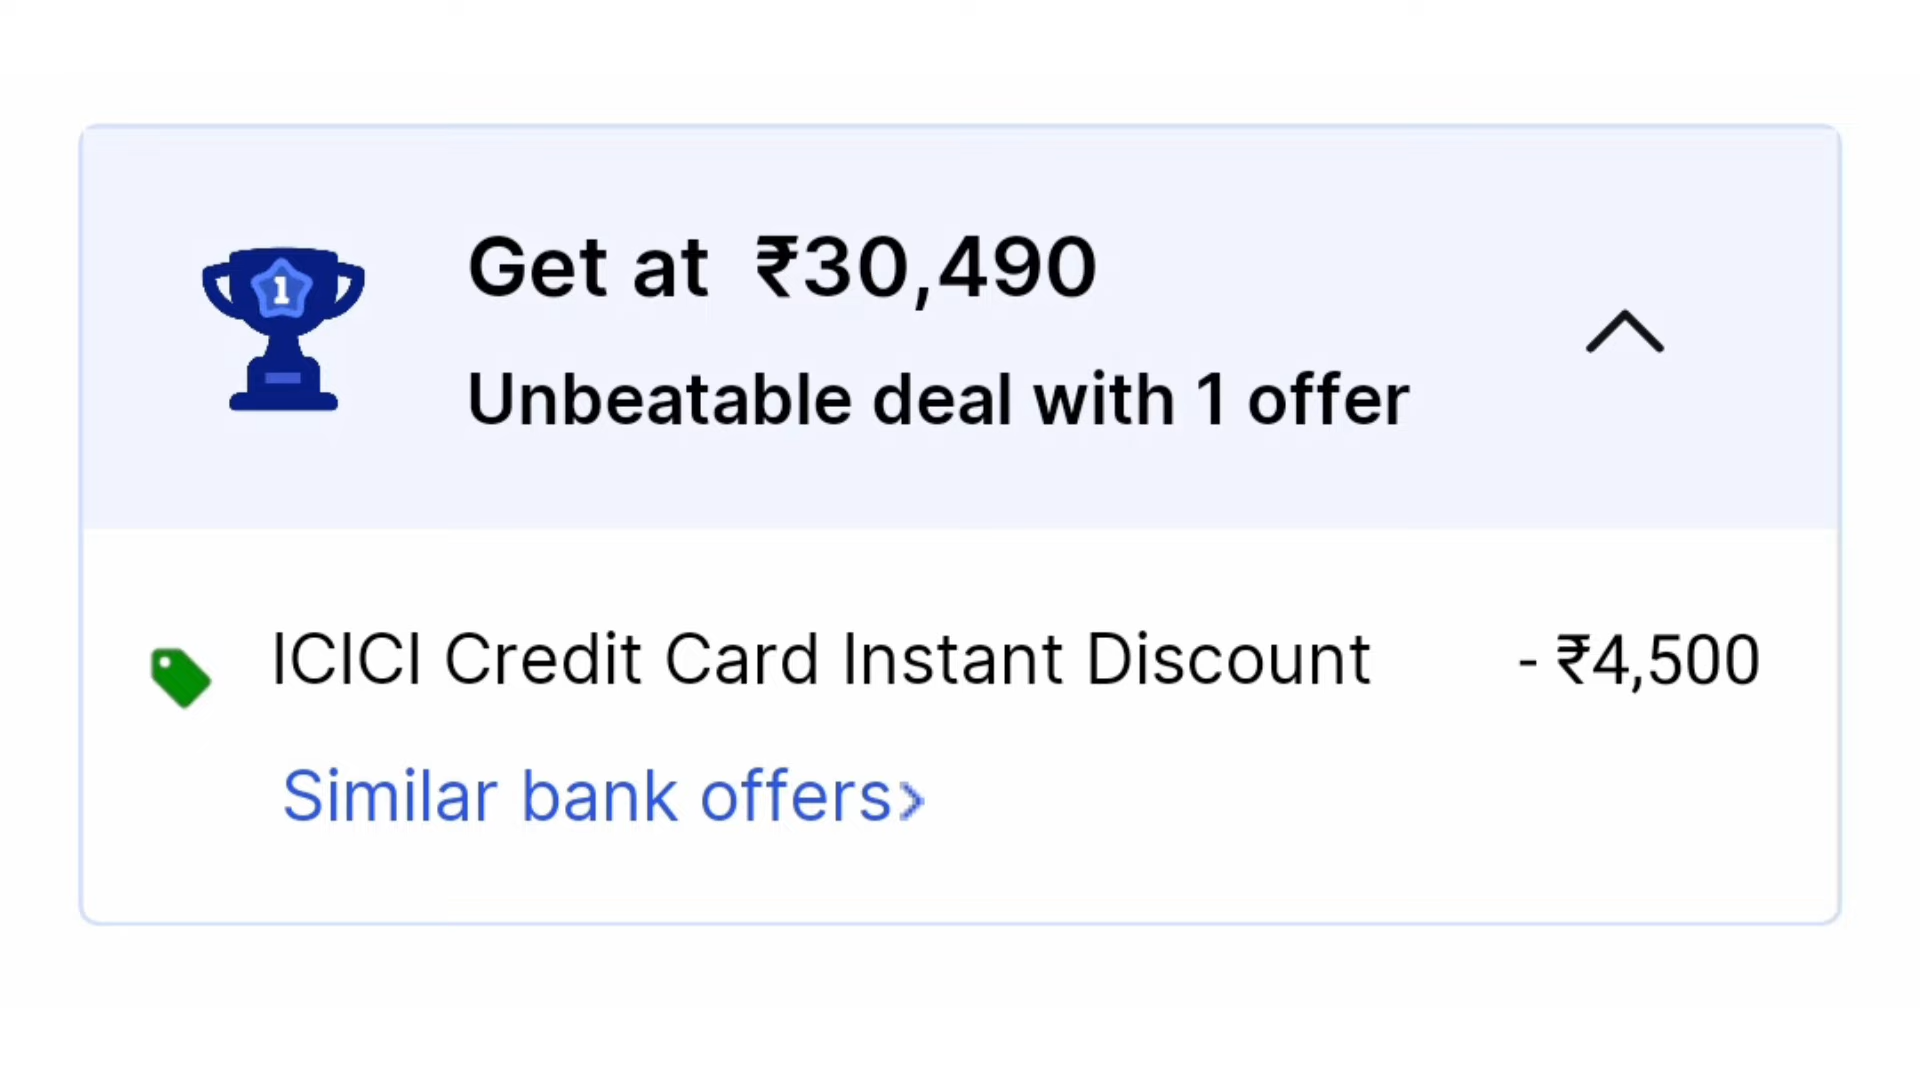 1
Get at ₹30,490
Unbeatable deal with 1 offer
ICICI Credit Card Instant Discount - ₹4,500
Similar bank offers>